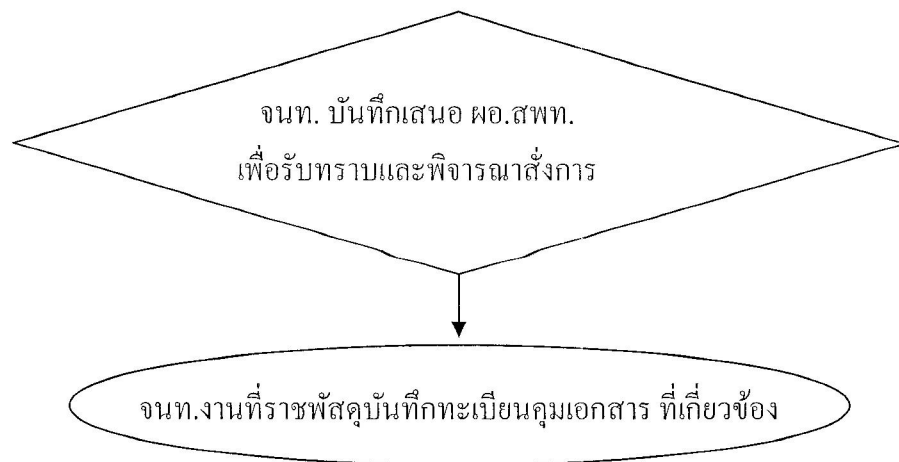 จนท. บันทึกเสนอ ผอ.สพท.
เพื่อรับทราบและพิจารณาสั่งการ
จนท.งานที่ราชพัสดุบันทึกทะเบียนคุมเอกสาร ที่เกี่ยวข้อง